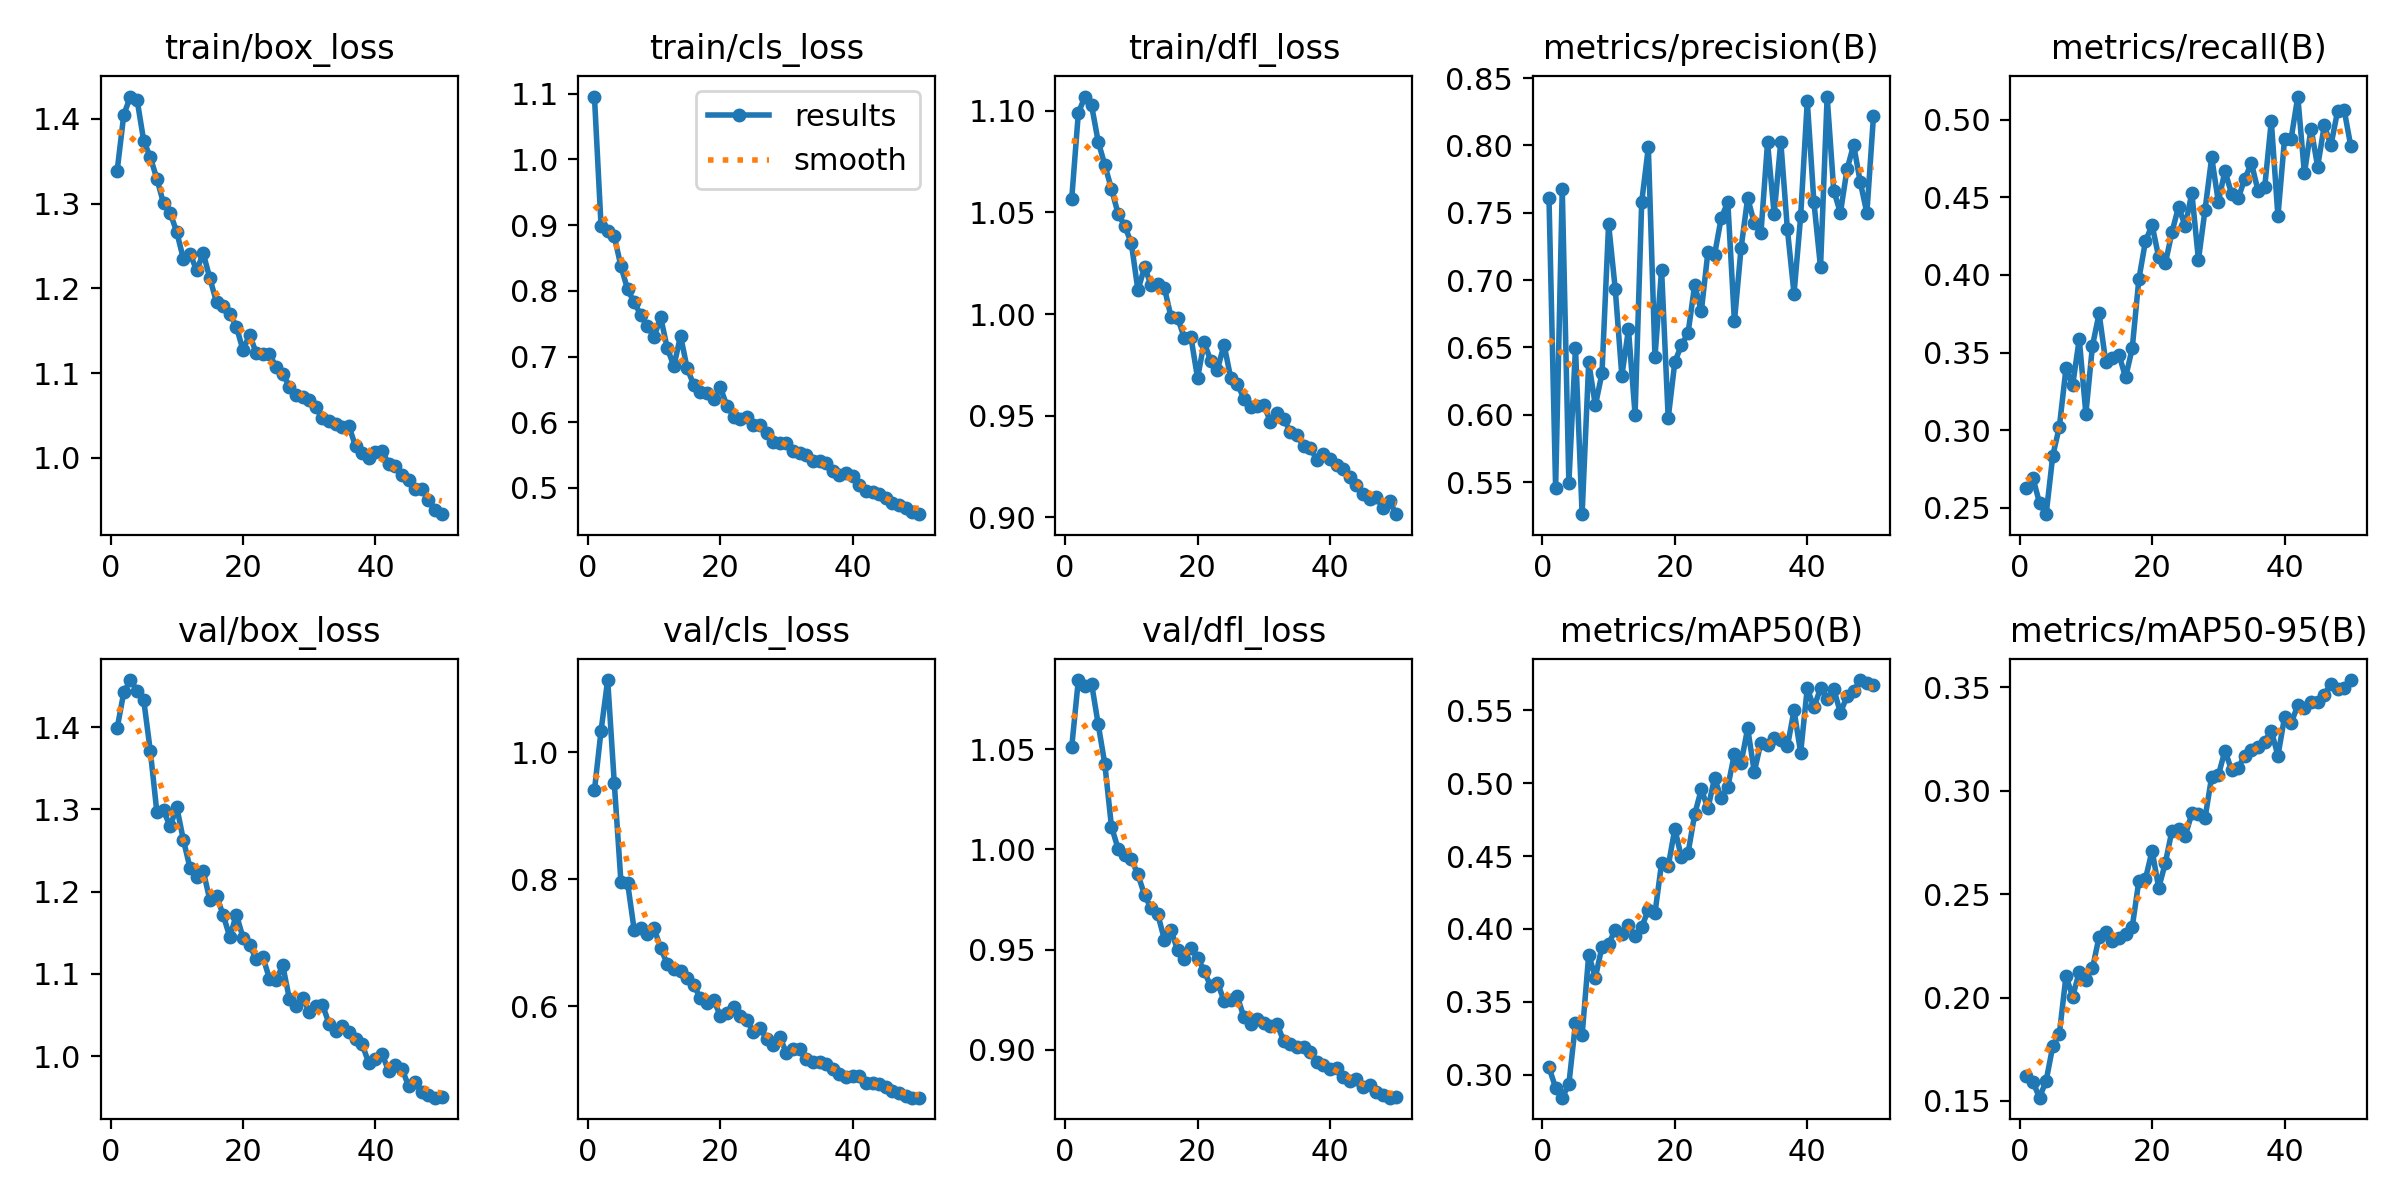 train/box_loss
1.4
1.3
1.2
1.1
1.0
0 20 40
train/cls_loss
results
smooth
1.1
1.0
0.9
0.8
0.7
0.6
0.5
0 20 40
train/dfl_loss
1.10
1.05
1.00
0.95
0.90
0 20 40
metrics/precision(B)
0.85
0.80
0.75
0.70
0.65
0.60
0.55
0 20 40
metrics/recall(B)
0.50
0.45
0.40
0.35
0.30
0.25
0 20 40
val/box_loss
1.4
1.3
1.2
1.1
1.0
0 20 40
val/cls_loss
1.0
0.8
0.6
0 20 40
val/dfl_loss
1.05
1.00
0.95
0.90
0 20 40
metrics/mAP50(B)
0.55
0.50
0.45
0.40
0.35
0.30
0 20 40
metrics/mAP50-95(B)
0.35
0.30
0.25
0.20
0.15
0 20 40